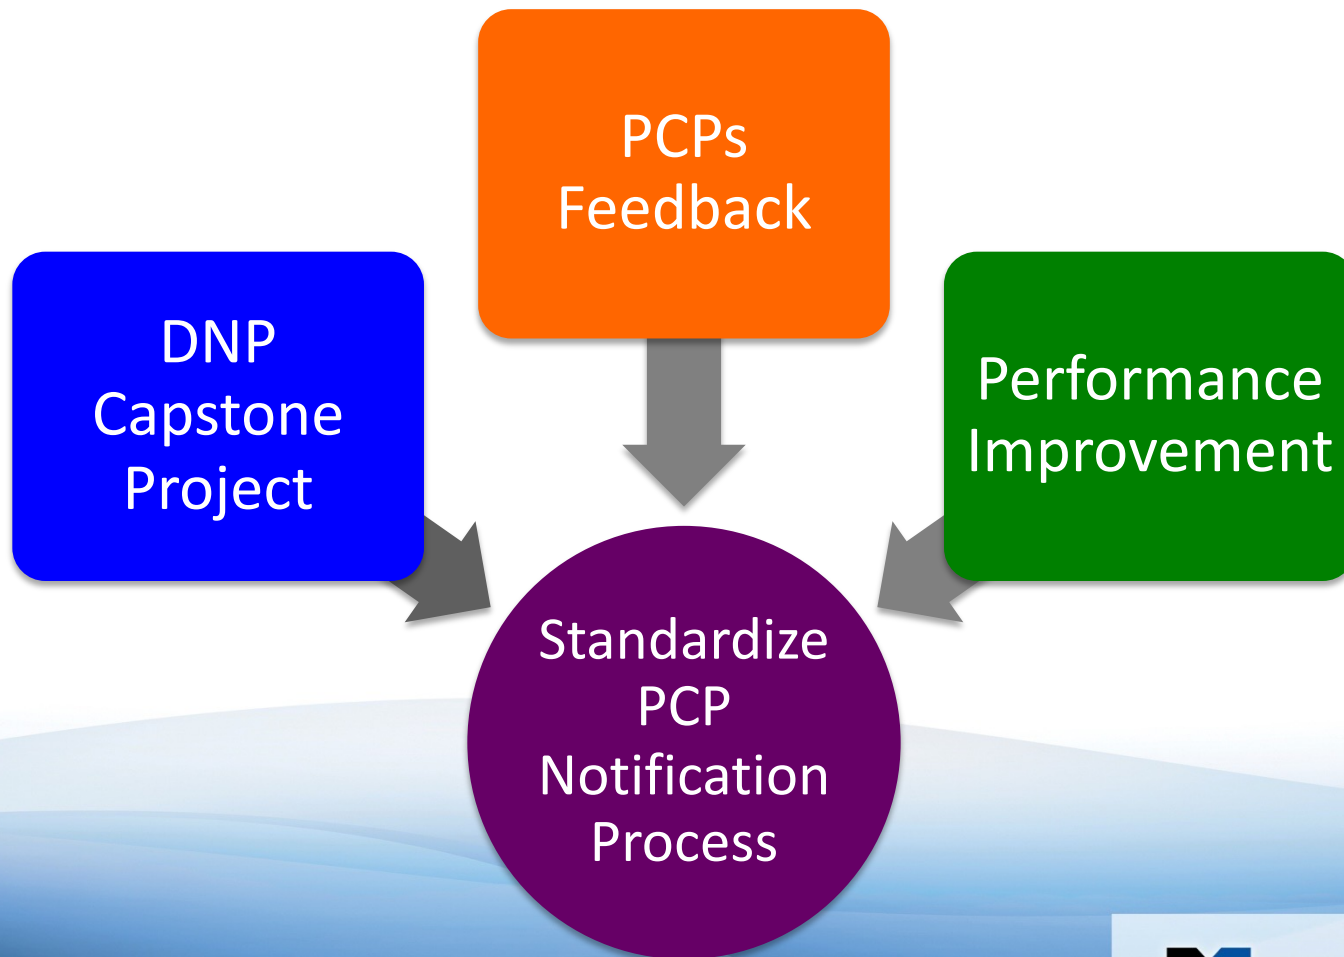 PCPs
Feedback
DNP
Capstone
Project
Performance
Improvement
Standardize
PCP
Notification
Process